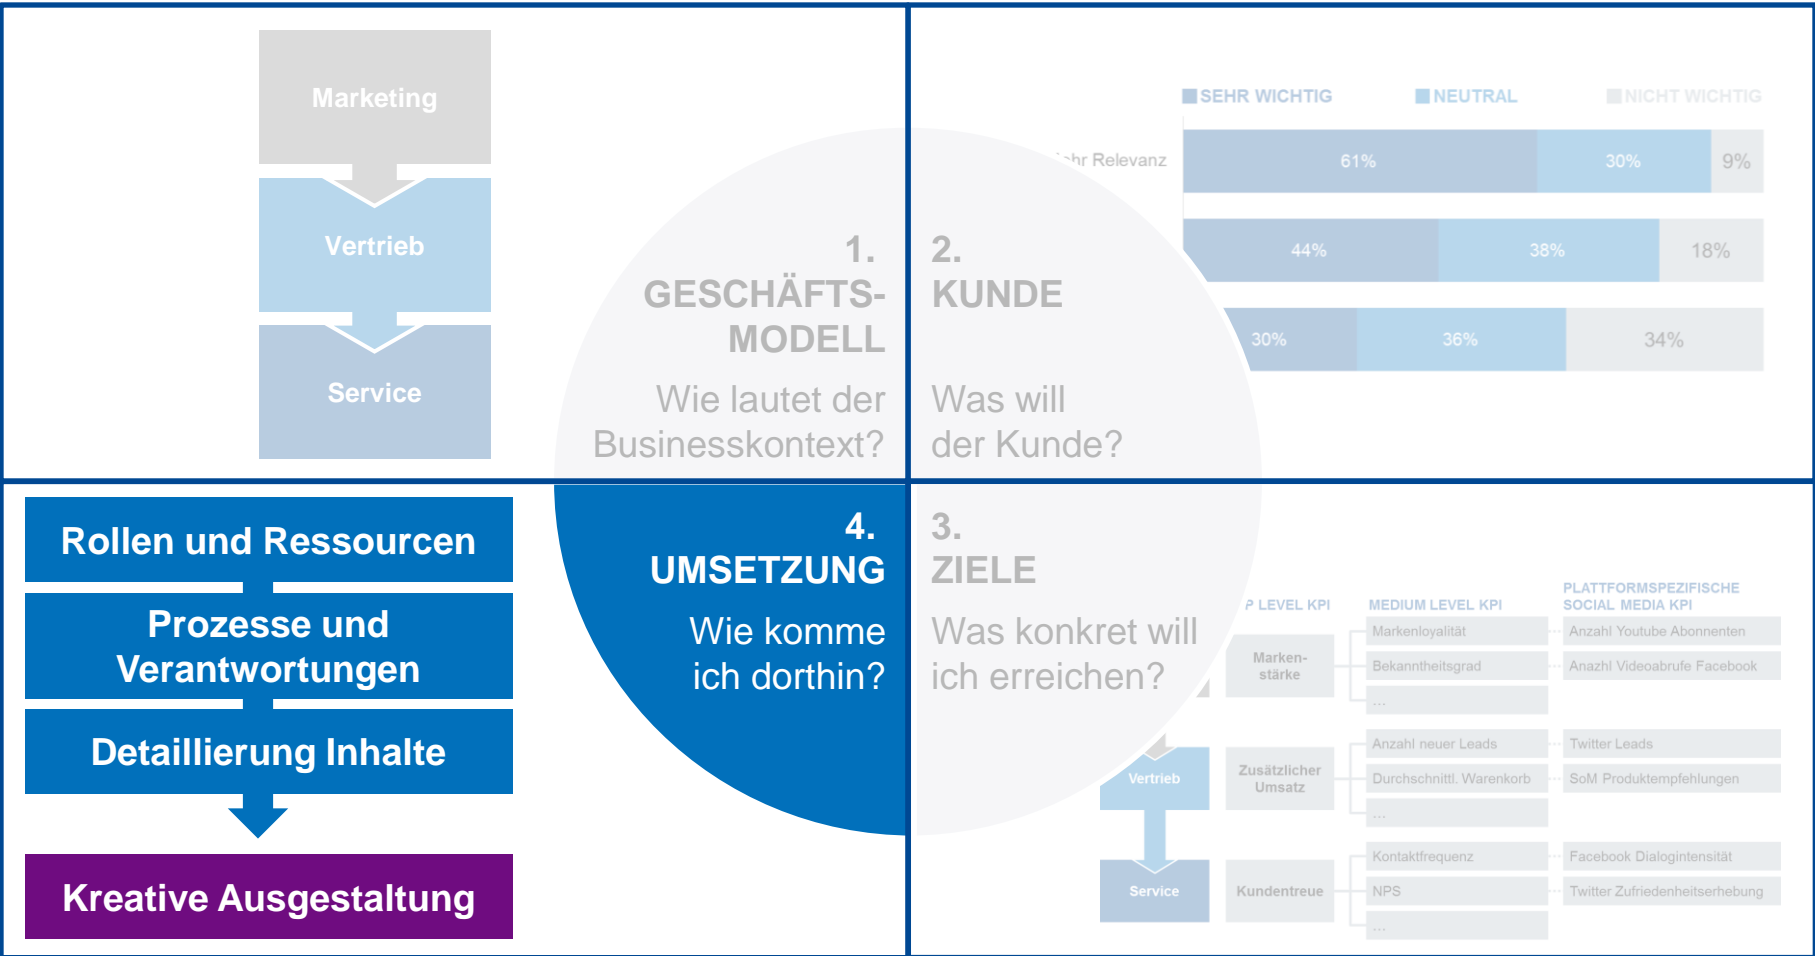 Marketing
Vertrieb
Service
1.
GESCHÄFTS-
MODELL
Wie lautet der
Businesskontext?
SEHR WICHTIG
NEUTRAL
NICHT WICHTIG
Relevanz
61%
30%
9%
44%
38%
18%
30%
36%
34%
2.
KUNDE
Was will
der Kunde?
Rollen und Ressourcen
Prozesse und
Verantwortungen
Detaillierung Inhalte
Kreative Ausgestaltung
4.
UMSETZUNG
Wie komme
ich dorthin?
3.
ZIELE
Was konkret will
ich erreichen?
P LEVEL KPI
MEDIUM LEVEL KPI
PLATTFORMSPEZIFISCHE
SOCIAL MEDIA KPI
Marken-
stärke
Markenloyalität
Anzahl Youtube Abonnenten
Bekanntheitsgrad
Anazhl Videoabrufe Facebook
...
Vertrieb
Zusätzlicher
Umsatz
Anzahl neuer Leads
Twitter Leads
Durchschnittl. Warenkorb
SoM Produktempfehlungen
...
Service
Kundentreue
Kontaktfrequenz
Facebook Dialogintensität
NPS
Twitter Zufriedenheitserhebung
...